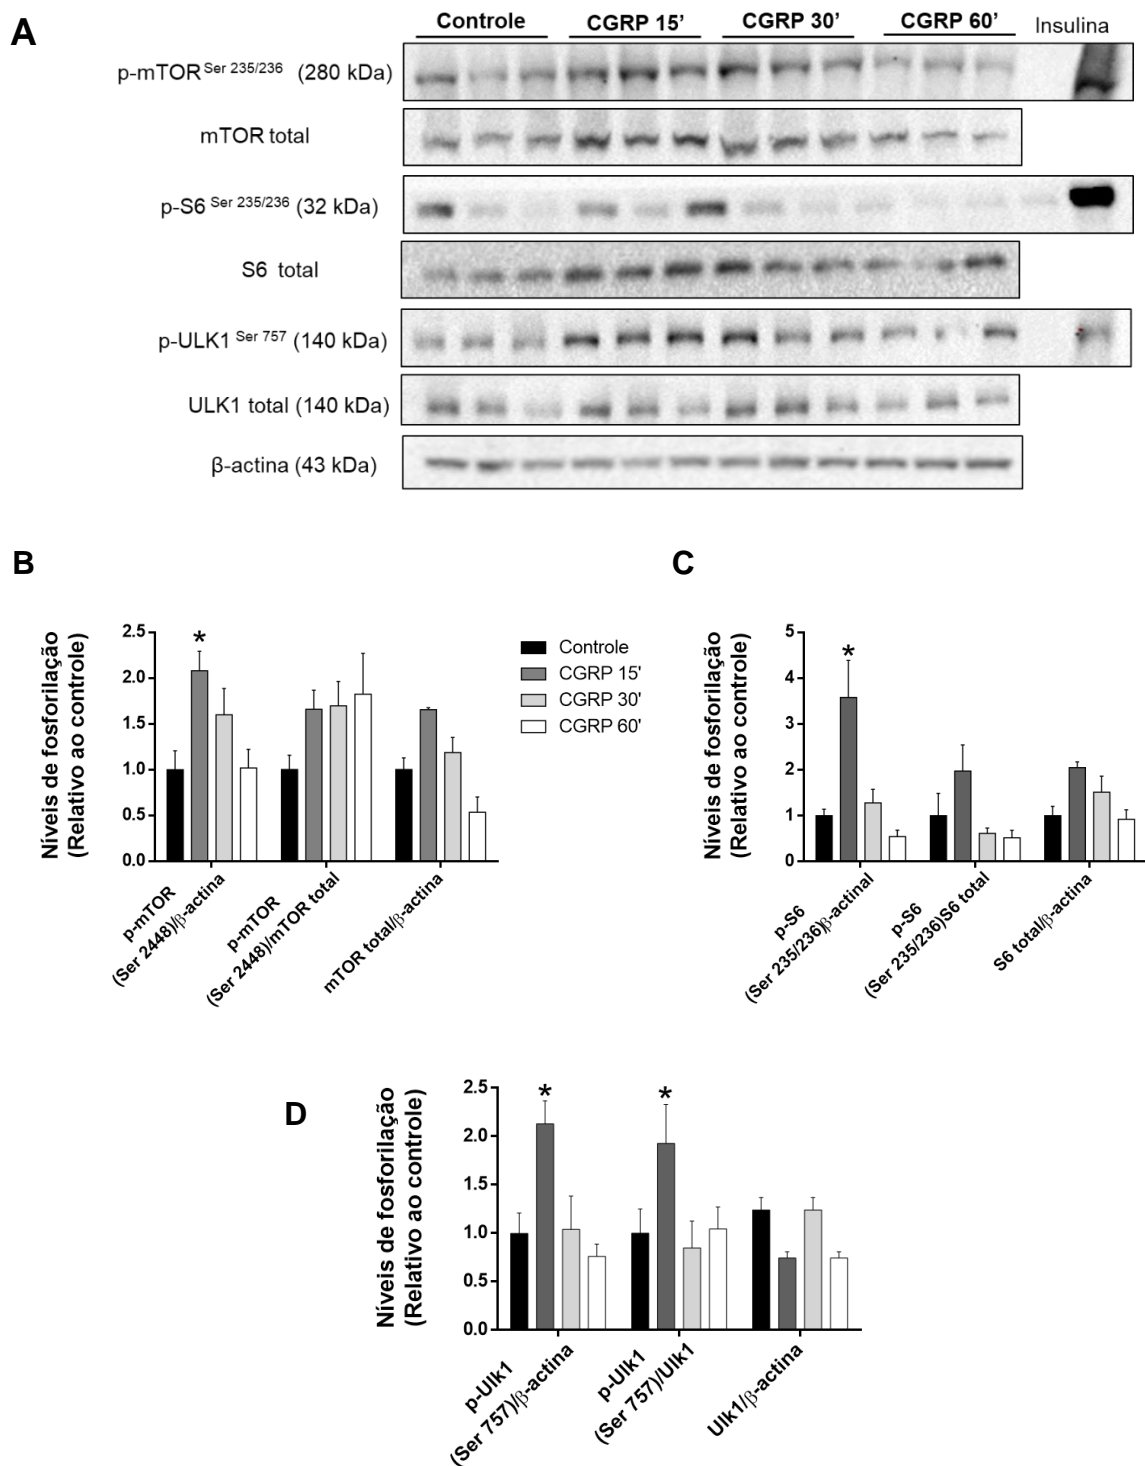 A
Controle CGRP 15' CGRP 30' CGRP 60' Insulina
p-mTOR Ser 235/236 (280 kDa)
mTOR total
p-S6 Ser 235/236 (32 kDa)
S6 total
p-ULK1 Ser 757 (140 kDa)
ULK1 total (140 kDa)
β-actina (43 kDa)
B
Níveis de fosforilação
(Relativo ao controle)
2.5
2.0
1.5
1.0
0.5
0.0
*
p-mTOR
(Ser 2448)/β-actina
p-mTOR
(Ser 2448)/mTOR total
mTOR total/β-actina
Controle
CGRP 15'
CGRP 30'
CGRP 60'
C
Níveis de fosforilação
(Relativo ao controle)
5
4
3
2
1
0
*
p-S6
(Ser 235/236)β-actinal
p-S6
(Ser 235/236)S6 total
S6 total/β-actina
D
Níveis de fosforilação
(Relativo ao controle)
2.5
2.0
1.5
1.0
0.5
0.0
* *
p-Ulk1
(Ser 757)/β-actina
p-Ulk1
(Ser 757)/Ulk1
Ulk1/β-actina